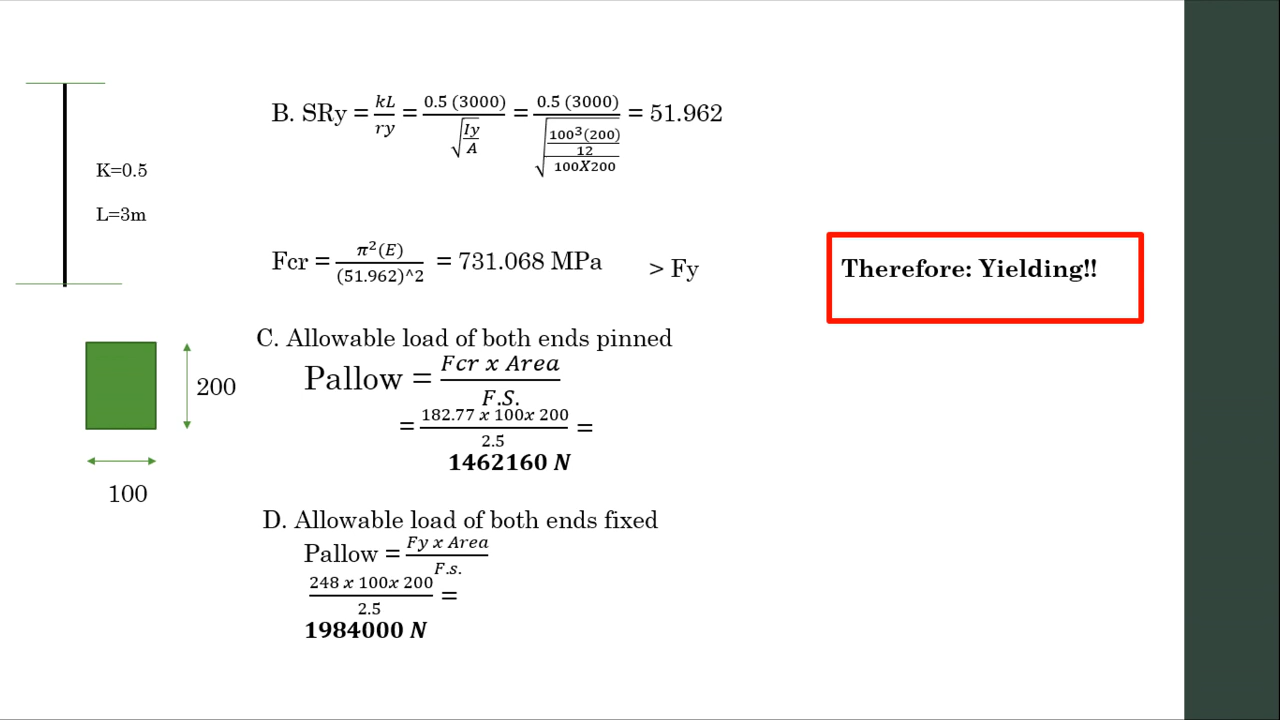 K=0.5
L=3m
200
100
B. SRy = kL/ry = 0.5 (3000)/√(Iy/A) = 0.5 (3000)/√((100³(200)/12)/(100X200)) = 51.962
Fcr = π²(E)/(51.962)^2 = 731.068 MPa > Fy
Therefore: Yielding!!
C. Allowable load of both ends pinned
Pallow = Fcr x Area/F.S.
= 182.77 x 100x 200/2.5 =
1462160 N
D. Allowable load of both ends fixed
Pallow = Fy x Area/F.s.
248 x 100x 200/2.5 =
1984000 N